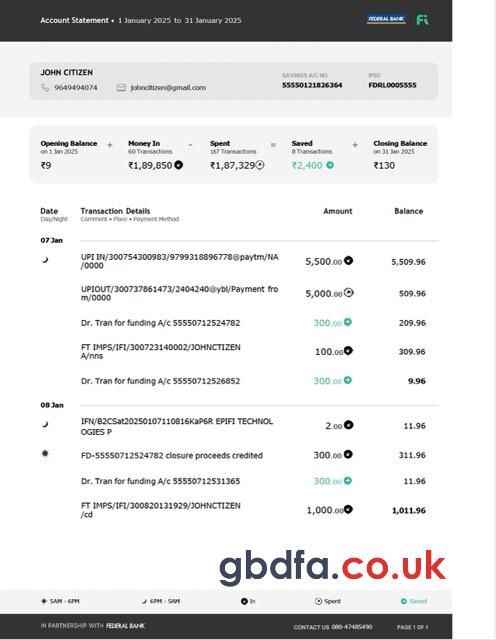 Account Statement • 1 January 2025 to 31 January 2025
FEDERAL BANK
Fi
JOHN CITIZEN
9649494074
johncitizen@gmail.com
SAVINGS A/C NO
55550121826364
IFSC
FDRL0005555
Opening Balance + Money In - Spent = Saved + Closing Balance
on 1 Jan 2025 60 Transactions 167 Transactions 8 Transactions on 31 Jan 2025
₹9 ₹1,89,850 ₹1,87,329 ₹2,400 ₹130
Date Transaction Details Amount Balance
Day/Night Comment • Place • Payment Method
07 Jan
UPI IN/300754300983/9799318896778@paytm/NA
/0000
5,500.00 5,509.96
UPIOUT/300737861473/2404240@ybl/Payment fro
m/0000
5,000.00 509.96
Dr. Tran for funding A/c 55550712524782 300.00 209.96
FT IMPS/IFI/300723140002/JOHNCTIZEN
A/nns
100.00 309.96
Dr. Tran for funding A/c 55550712526852 300.00 9.96
08 Jan
IFN/B2CSat20250107110816KaP6R EPIFI TECHNOL
OGIES P
2.00 11.96
FD-55550712524782 closure proceeds credited 300.00 311.96
Dr. Tran for funding A/c 55550712531365 300.00 11.96
FT IMPS/IFI/300820131929/JOHNCTIZEN
/cd
1,000.00 1,011.96
gbdfa.co.uk
5AM - 6PM 6PM - 5AM In Spent Saved
IN PARTNERSHIP WITH FEDERAL BANK
CONTACT US 080-47485490
PAGE 1 OF 1